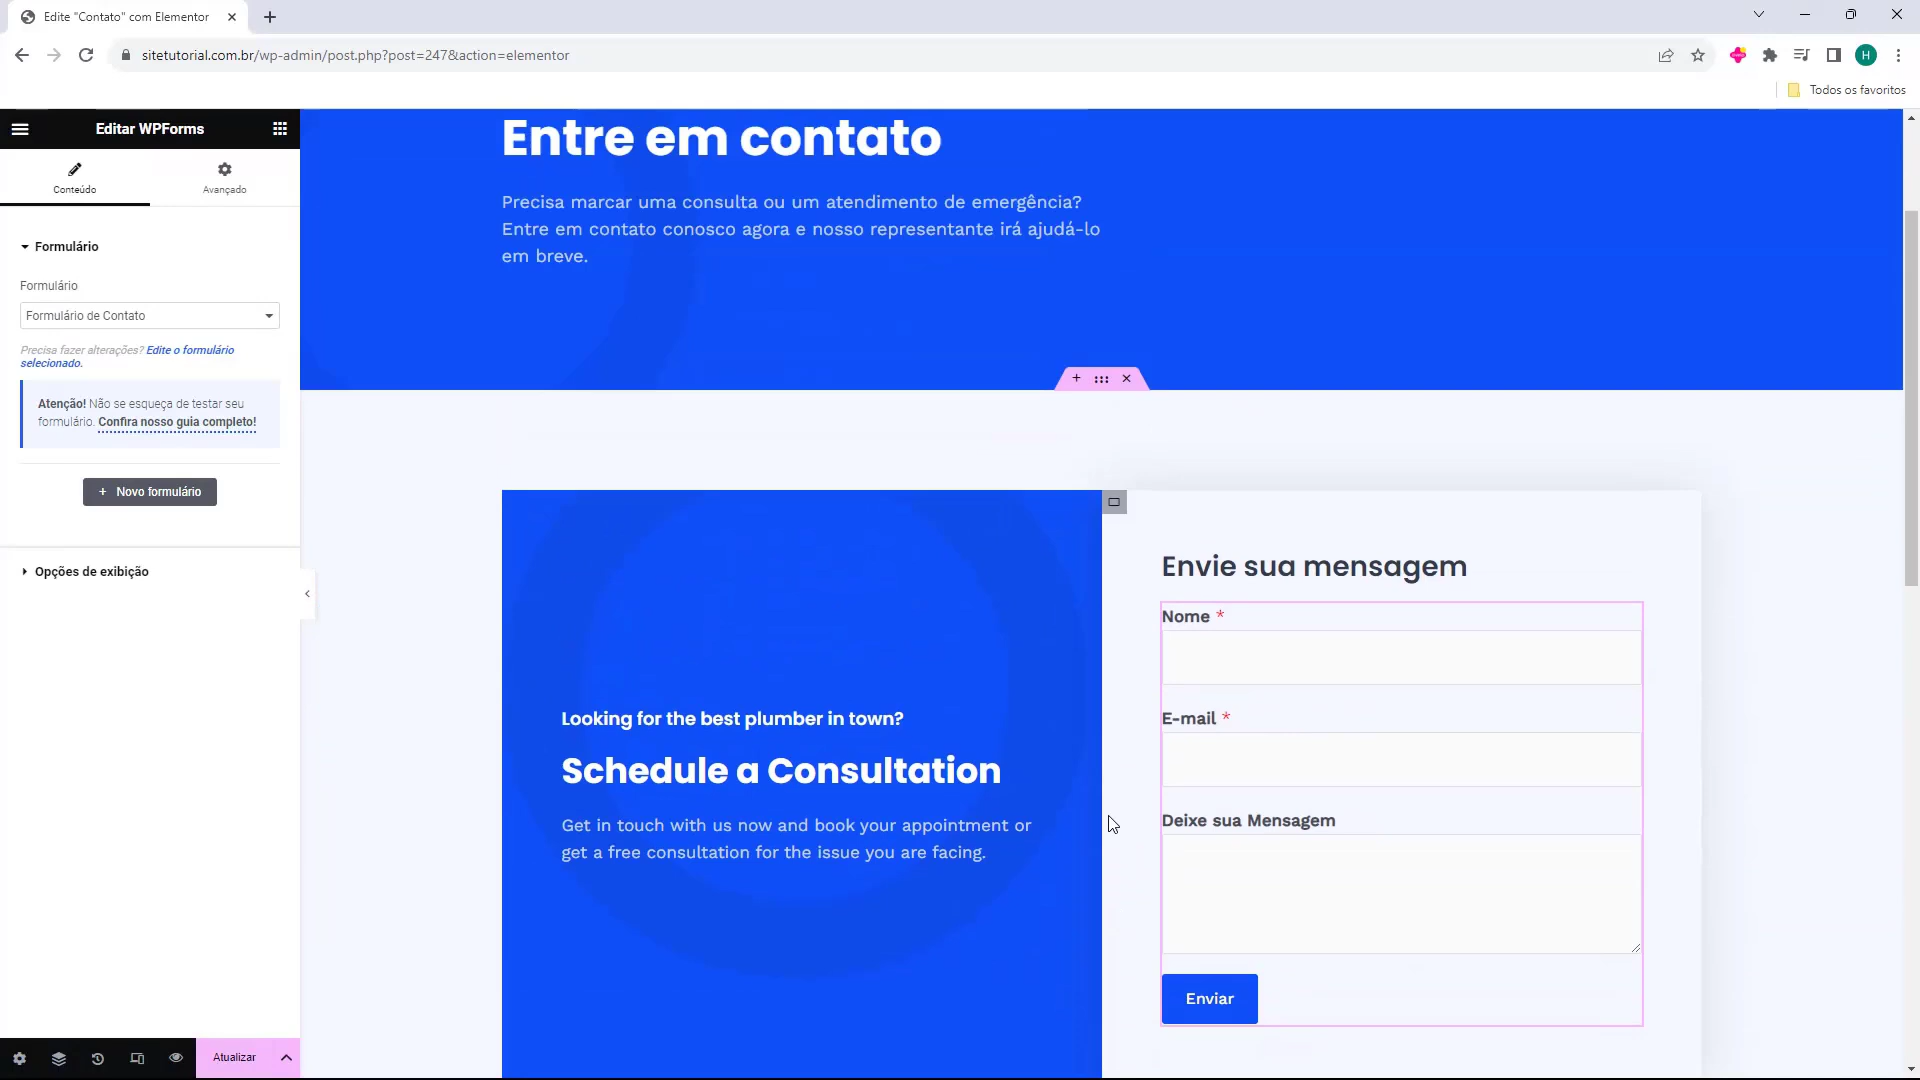 Edite "Contato" com Elementor
sitetutorial.com.br/wp-admin/post.php?post=247&action=elementor
H
Todos os favoritos
Editar WPForms
Conteúdo
Avançado
Formulário
Formulário
Formulário de Contato
Precisa fazer alterações? Edite o formulário
selecionado.
Atenção! Não se esqueça de testar seu
formulário. Confira nosso guia completo!
+ Novo formulário
Opções de exibição
Atualizar
Entre em contato
Precisa marcar uma consulta ou um atendimento de emergência?
Entre em contato conosco agora e nosso representante irá ajudá-lo
em breve.
Looking for the best plumber in town?
Schedule a Consultation
Get in touch with us now and book your appointment or
get a free consultation for the issue you are facing.
Envie sua mensagem
Nome *
E-mail *
Deixe sua Mensagem
Enviar